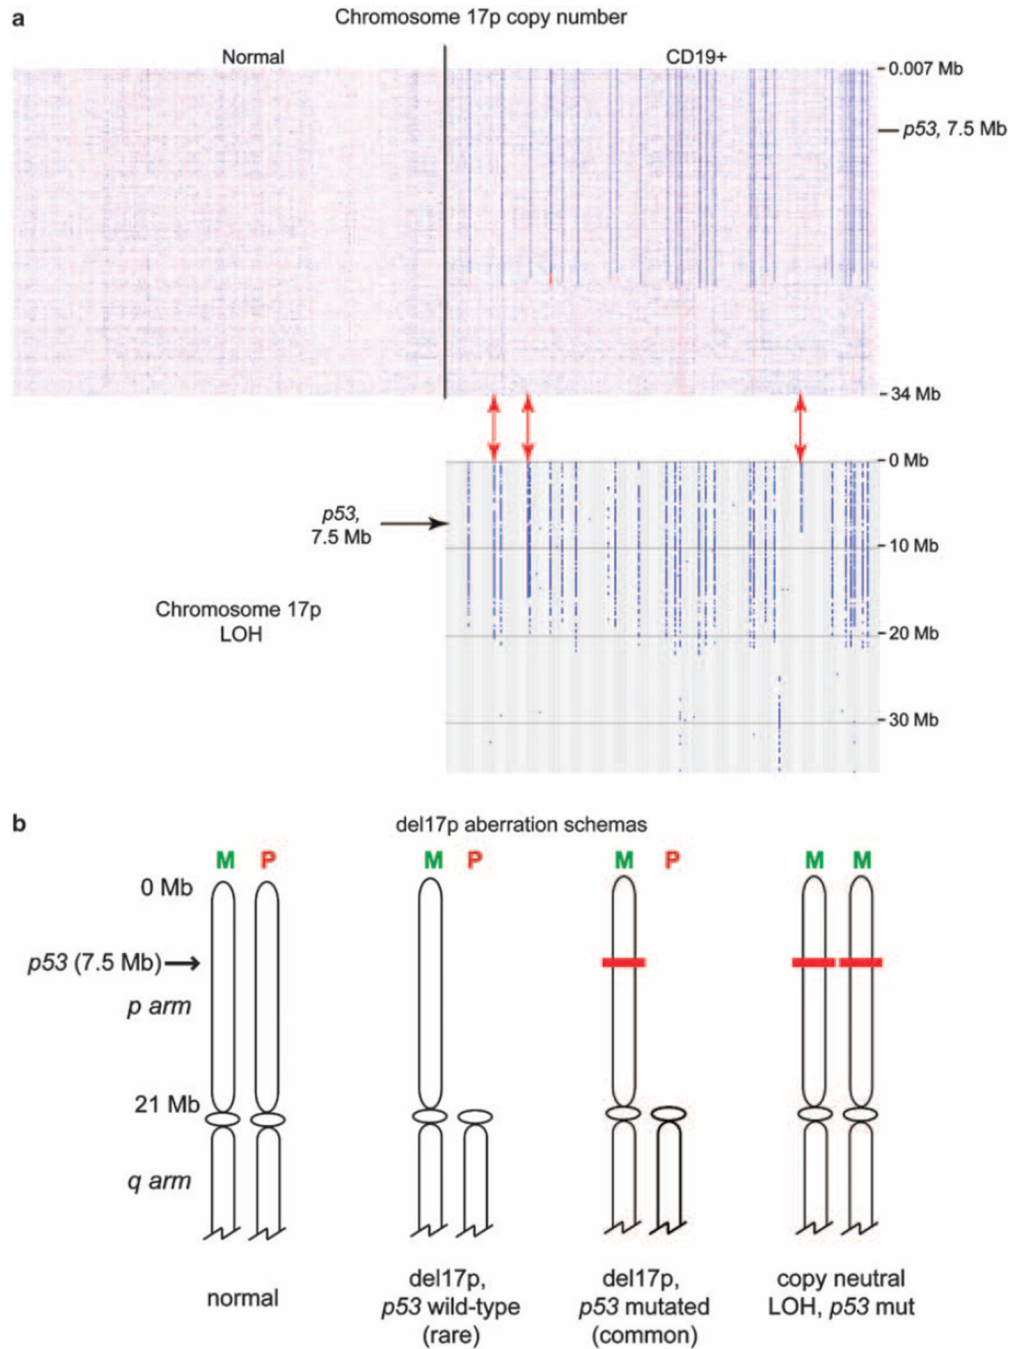 a
Chromosome 17p copy number
Normal
CD19+
0.007 Mb
p53, 7.5 Mb
34 Mb
0 Mb
p53,
7.5 Mb
10 Mb
Chromosome 17p
LOH
20 Mb
30 Mb
b
del17p aberration schemas
M P M P M P M M
0 Mb
p53 (7.5 Mb)
p arm
21 Mb
q arm
normal
del17p,
p53 wild-type
(rare)
del17p,
p53 mutated
(common)
copy neutral
LOH, p53 mut